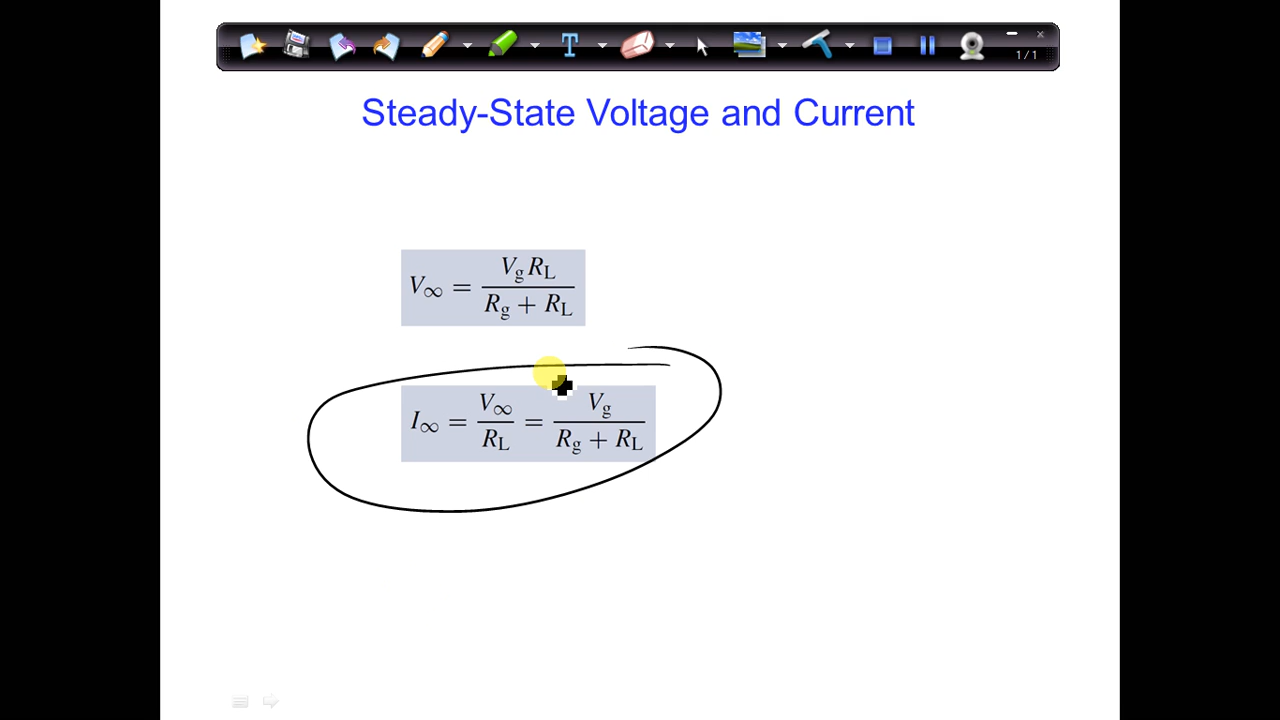 1/1
Steady-State Voltage and Current
V∞ = VgRL / (Rg + RL)
I∞ = V∞ / RL = Vg / (Rg + RL)